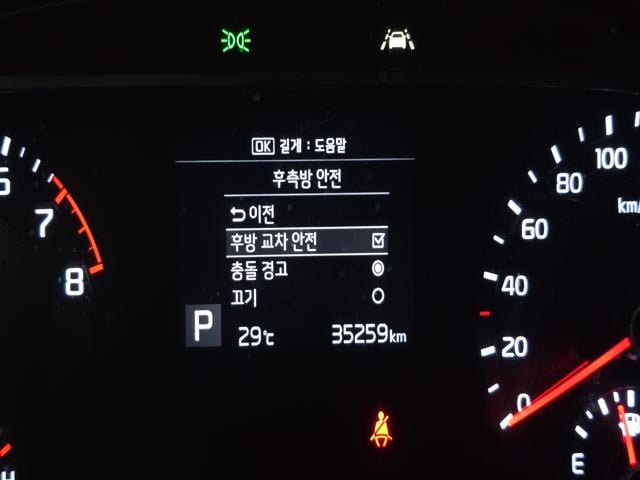 OK 길게 : 도움말
후측방 안전
이전
후방 교차 안전
충돌 경고
끄기
P
29℃ 35259km
7
8
100
80
60
40
20
0
km/
E